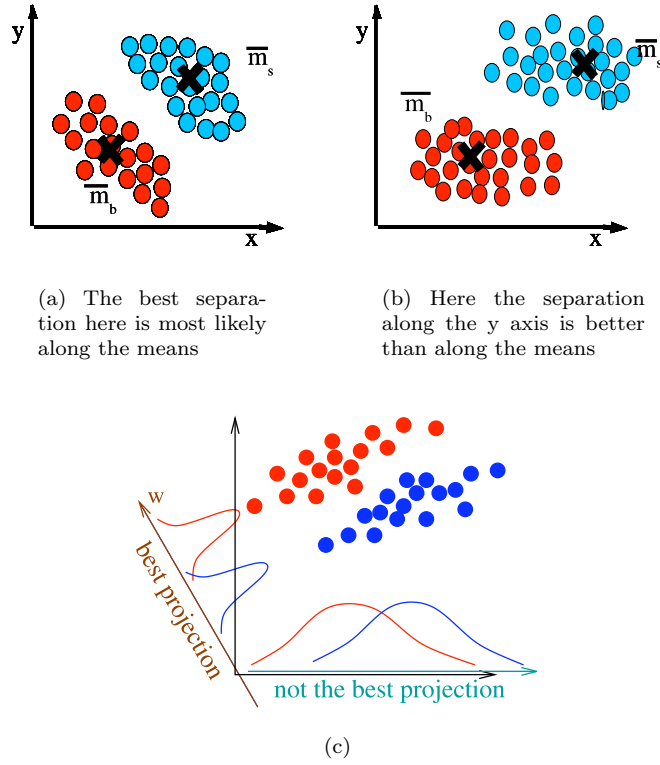 y
m̅s
m̅b
x
y
m̅s
m̅b
x
(a) The best separa-
tion here is most likely
along the means
(b) Here the separation
along the y axis is better
than along the means
w
best projection
not the best projection
(c)